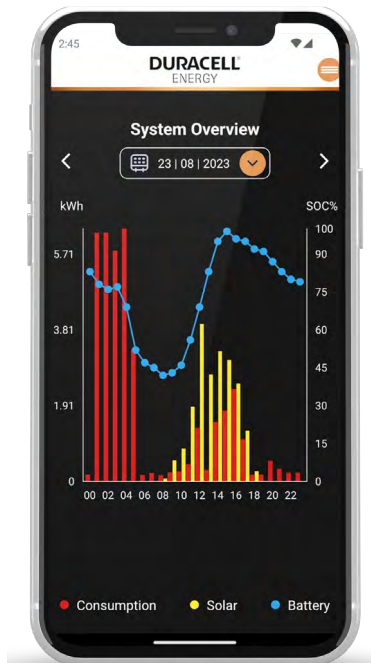 2:45
DURACELL
ENERGY
System Overview
23 | 08 | 2023
kWh SOC%
100
5.71 90
75
3.81 60
45
1.91 30
15
0 0
00 02 04 06 08 10 12 14 16 18 20 22
Consumption Solar Battery